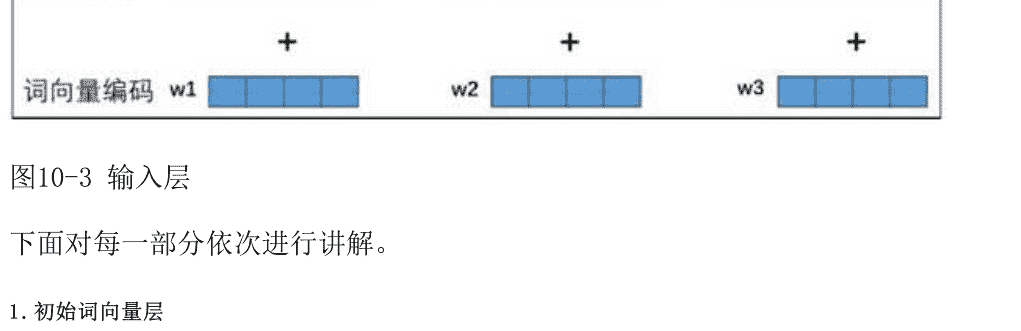 + + +
词向量编码 w1 w2 w3
图10-3 输入层
下面对每一部分依次进行讲解。
1.初始词向量层